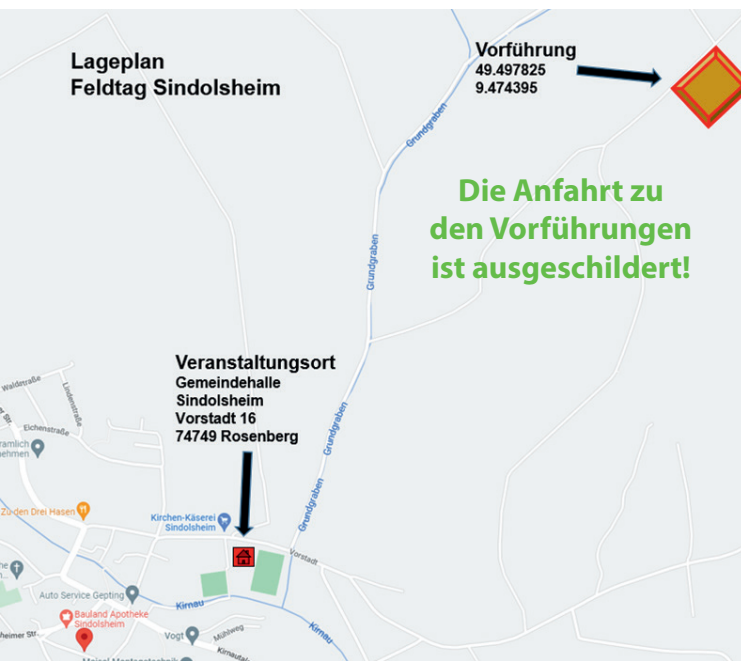 Lageplan
Feldtag Sindolsheim
Vorführung
49.497825
9.474395
Grundgraben
Die Anfahrt zu
den Vorführungen
ist ausgeschildert!
Grundgraben
Veranstaltungsort
Gemeindehalle
Sindolsheim
Vorstadt 16
74749 Rosenberg
Waldstraße
Lindenstraße
Eichenstraße
Grundgraben
Zu den Drei Hasen
Kirchen-Käserei
Sindolsheim
Grundgraben
Vorstadt
Auto Service Gepting
Kirnau
Bauland Apotheke
Sindolsheim
Vogt
Mühlweg
Kirnau